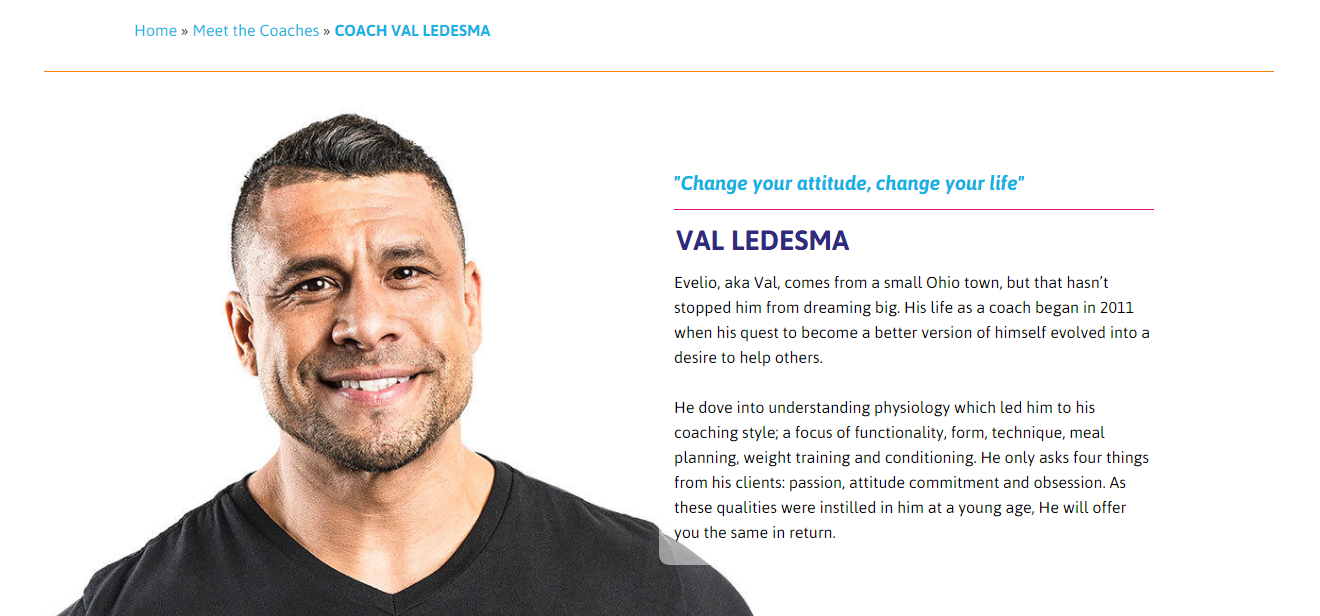 Home » Meet the Coaches » COACH VAL LEDESMA
"Change your attitude, change your life"
VAL LEDESMA
Evelio, aka Val, comes from a small Ohio town, but that hasn’t
stopped him from dreaming big. His life as a coach began in 2011
when his quest to become a better version of himself evolved into a
desire to help others.
He dove into understanding physiology which led him to his
coaching style; a focus of functionality, form, technique, meal
planning, weight training and conditioning. He only asks four things
from his clients: passion, attitude commitment and obsession. As
these qualities were instilled in him at a young age, He will offer
you the same in return.